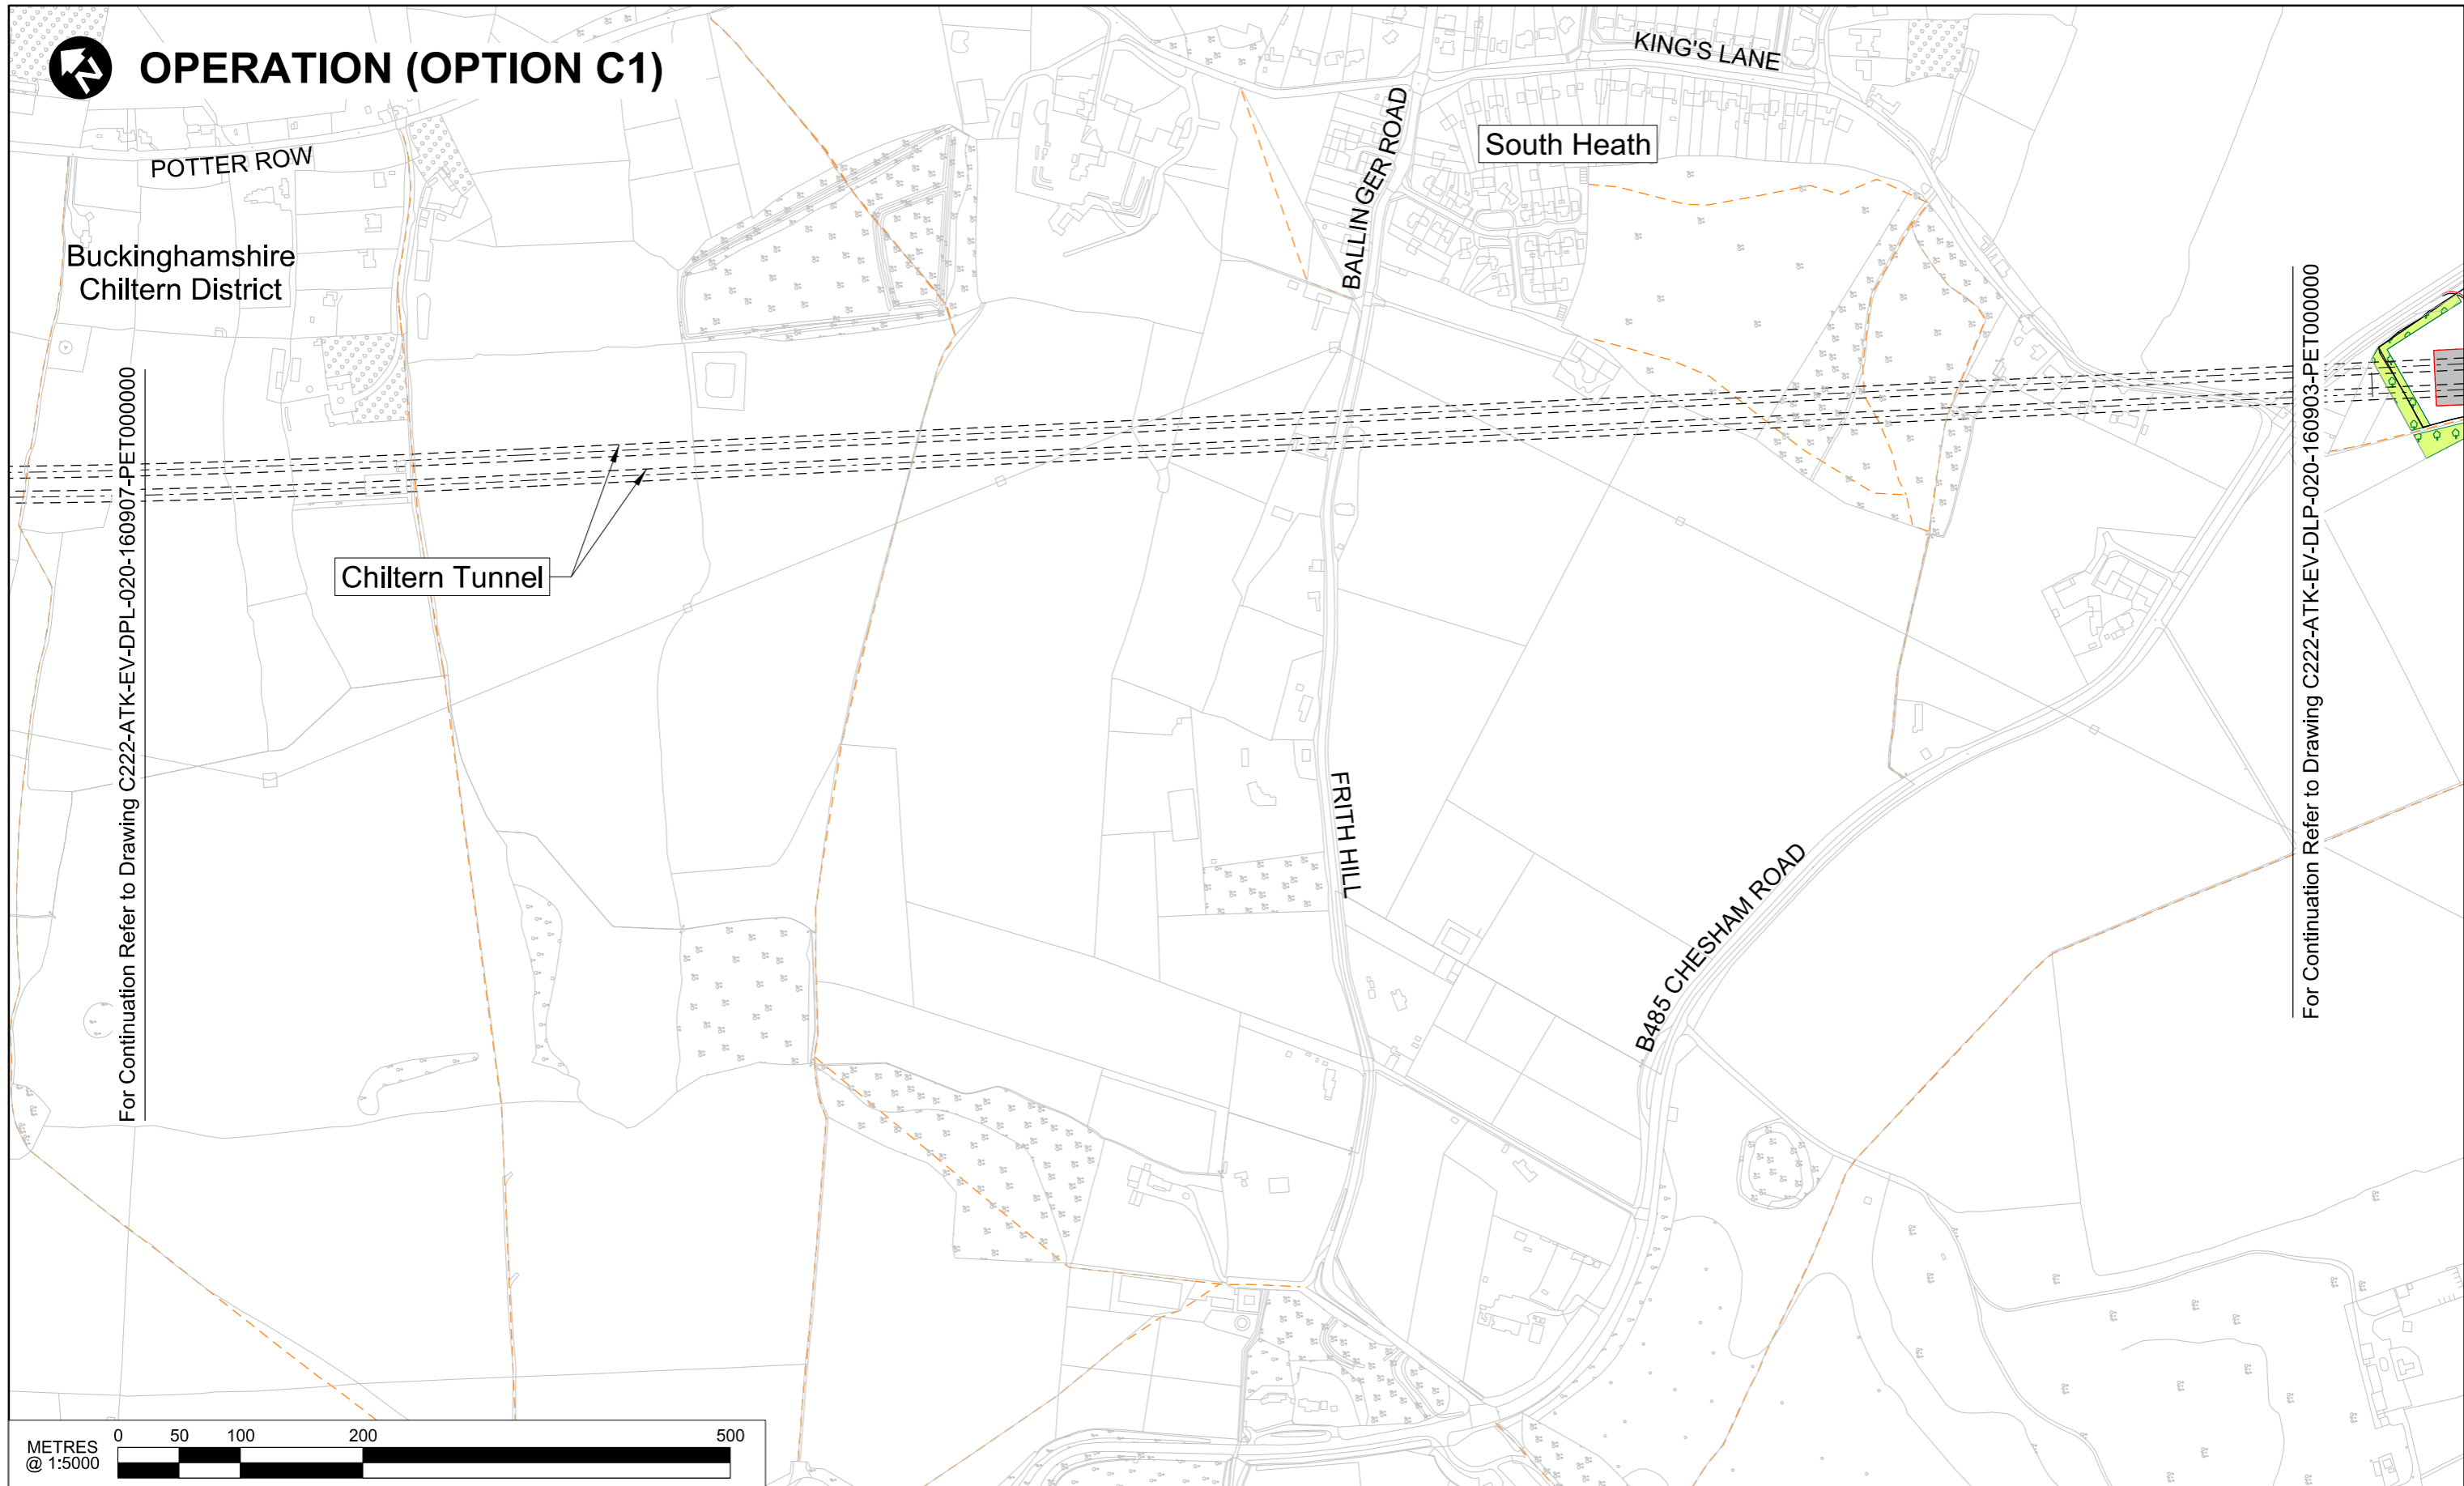 N
OPERATION (OPTION C1)
KING'S LANE
POTTER ROW
BALLINGER ROAD
South Heath
Buckinghamshire
Chiltern District
For Continuation Refer to Drawing C222-ATK-EV-DPL-020-160907-PET000000
For Continuation Refer to Drawing C222-ATK-EV-DLP-020-160903-PET000000
Chiltern Tunnel
FRITH HILL
B485 CHESHAM ROAD
METRES
@ 1:5000
0 50 100 200 500